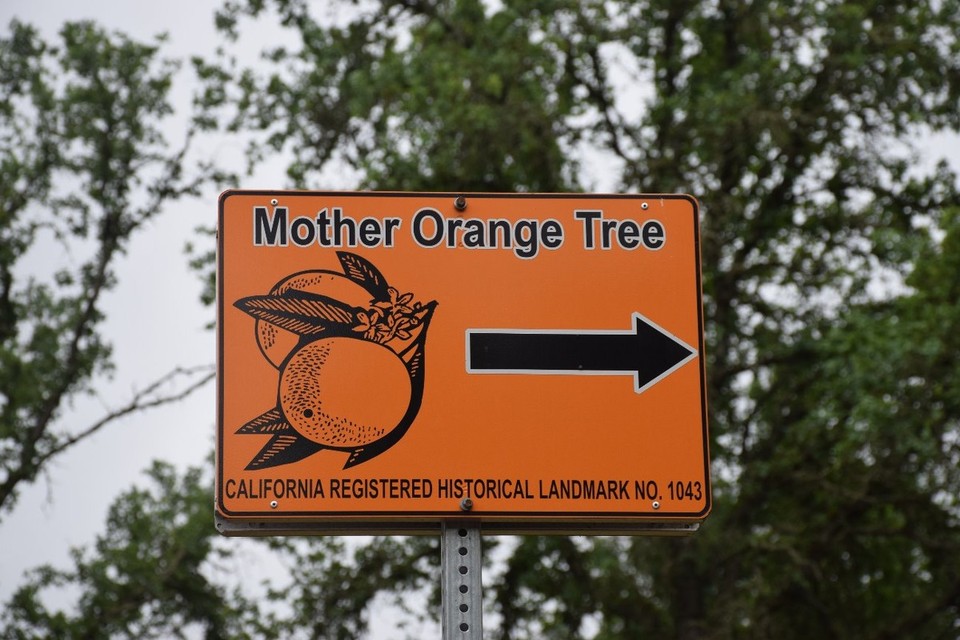 Mother Orange Tree
CALIFORNIA REGISTERED HISTORICAL LANDMARK NO. 1043